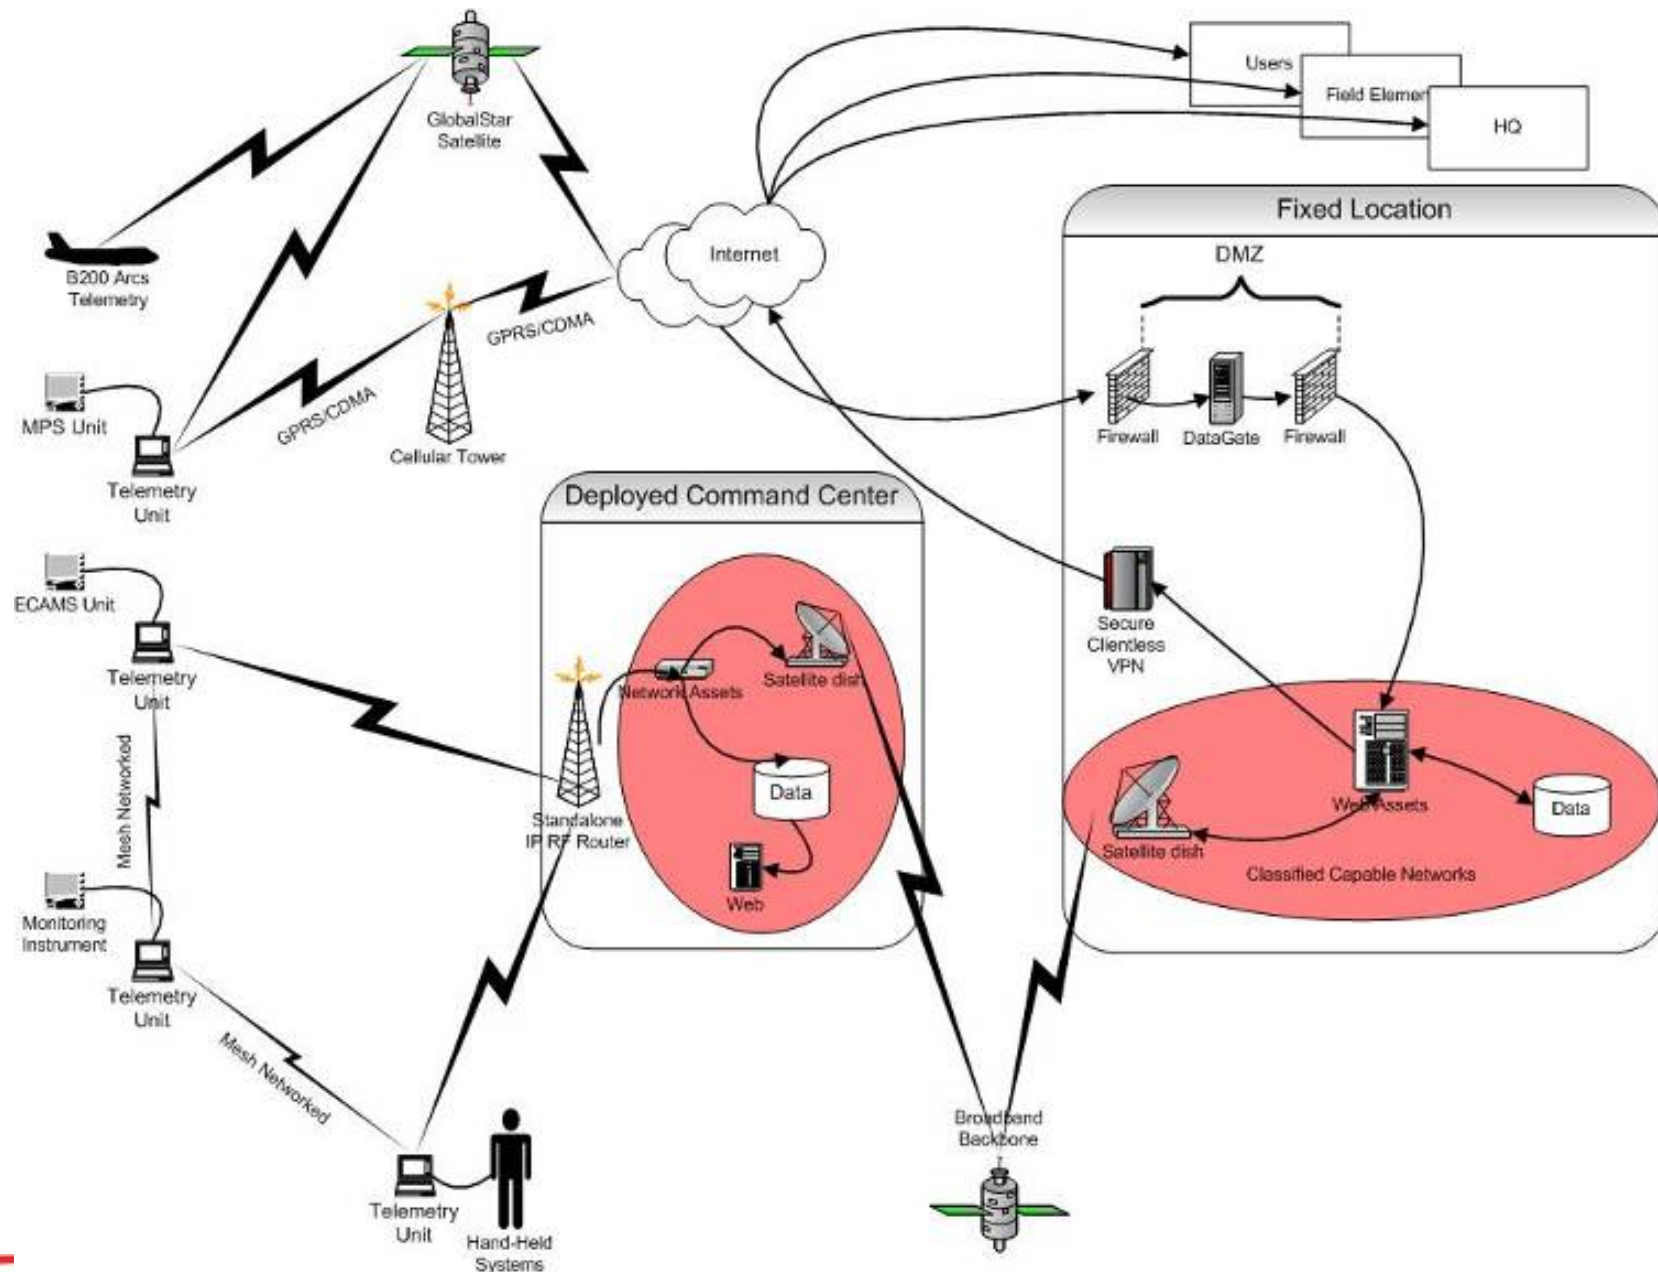 GlobalStar
Satellite
Users
Field Elemen
HQ
B200 Arcs
Telemetry
Internet
Fixed Location
DMZ
GPRS/CDMA
GPRS/CDMA
Cellular Tower
MPS Unit
Telemetry
Unit
Firewall
DataGate
Firewall
Deployed Command Center
ECAMS Unit
Telemetry
Unit
Secure
Clientless
VPN
Network Assets
Satellite dish
Mesh Networked
Data
Standalone
IP RF Router
Web
Web Assets
Data
Satellite dish
Classified Capable Networks
Monitoring
Instrument
Telemetry
Unit
Mesh Networked
Broadband
Backbone
Telemetry
Unit
Hand-Held
Systems